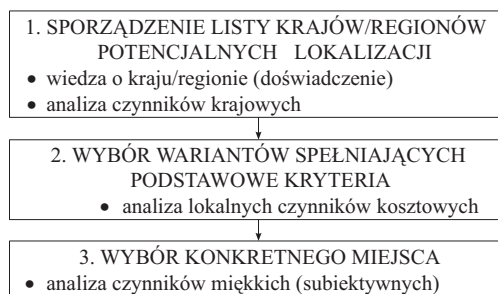 1. SPORZĄDZENIE LISTY KRAJÓW/REGIONÓW
POTENCJALNYCH LOKALIZACJI
• wiedza o kraju/regionie (doświadczenie)
• analiza czynników krajowych
2. WYBÓR WARIANTÓW SPEŁNIAJĄCYCH
PODSTAWOWE KRYTERIA
• analiza lokalnych czynników kosztowych
3. WYBÓR KONKRETNEGO MIEJSCA
• analiza czynników miękkich (subiektywnych)